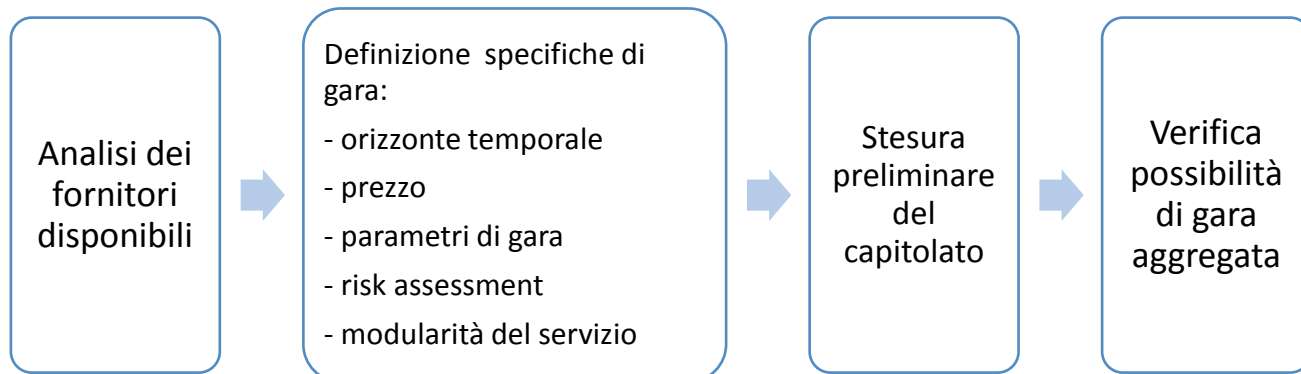 Analisi dei
fornitori
disponibili
Definizione specifiche di
gara:
- orizzonte temporale
- prezzo
- parametri di gara
- risk assessment
- modularità del servizio
Stesura
preliminare
del
capitolato
Verifica
possibilità
di gara
aggregata